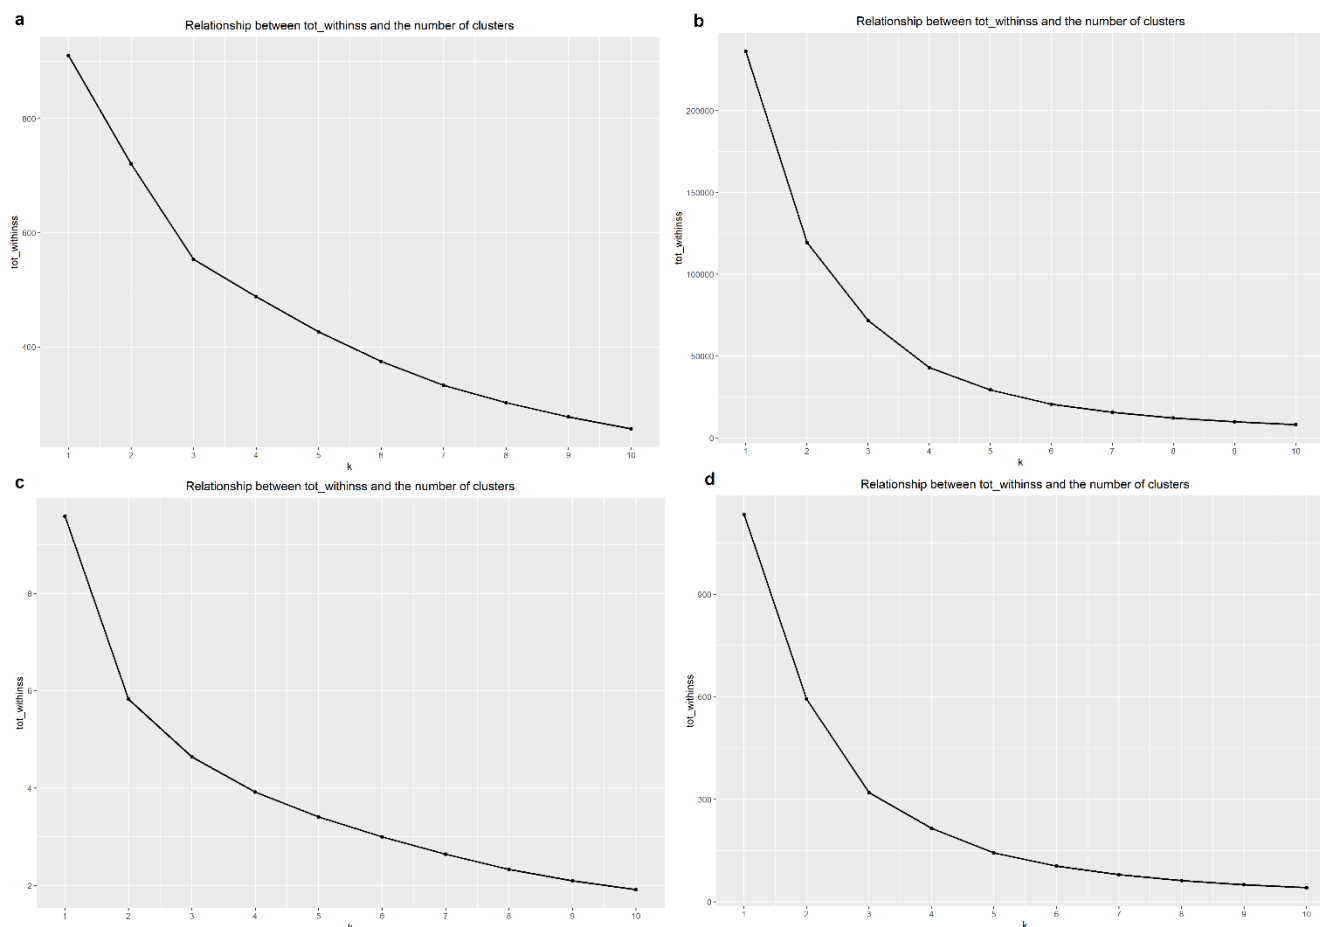 a
Relationship between tot_withinss and the number of clusters
800
600
400
tot_withinss
1 2 3 4 5 6 7 8 9 10
k
b
Relationship between tot_withinss and the number of clusters
200000
150000
100000
50000
0
tot_withinss
1 2 3 4 5 6 7 8 9 10
k
c
Relationship between tot_withinss and the number of clusters
8
6
4
2
tot_withinss
1 2 3 4 5 6 7 8 9 10
k
d
Relationship between tot_withinss and the number of clusters
900
600
300
0
tot_withinss
1 2 3 4 5 6 7 8 9 10
k